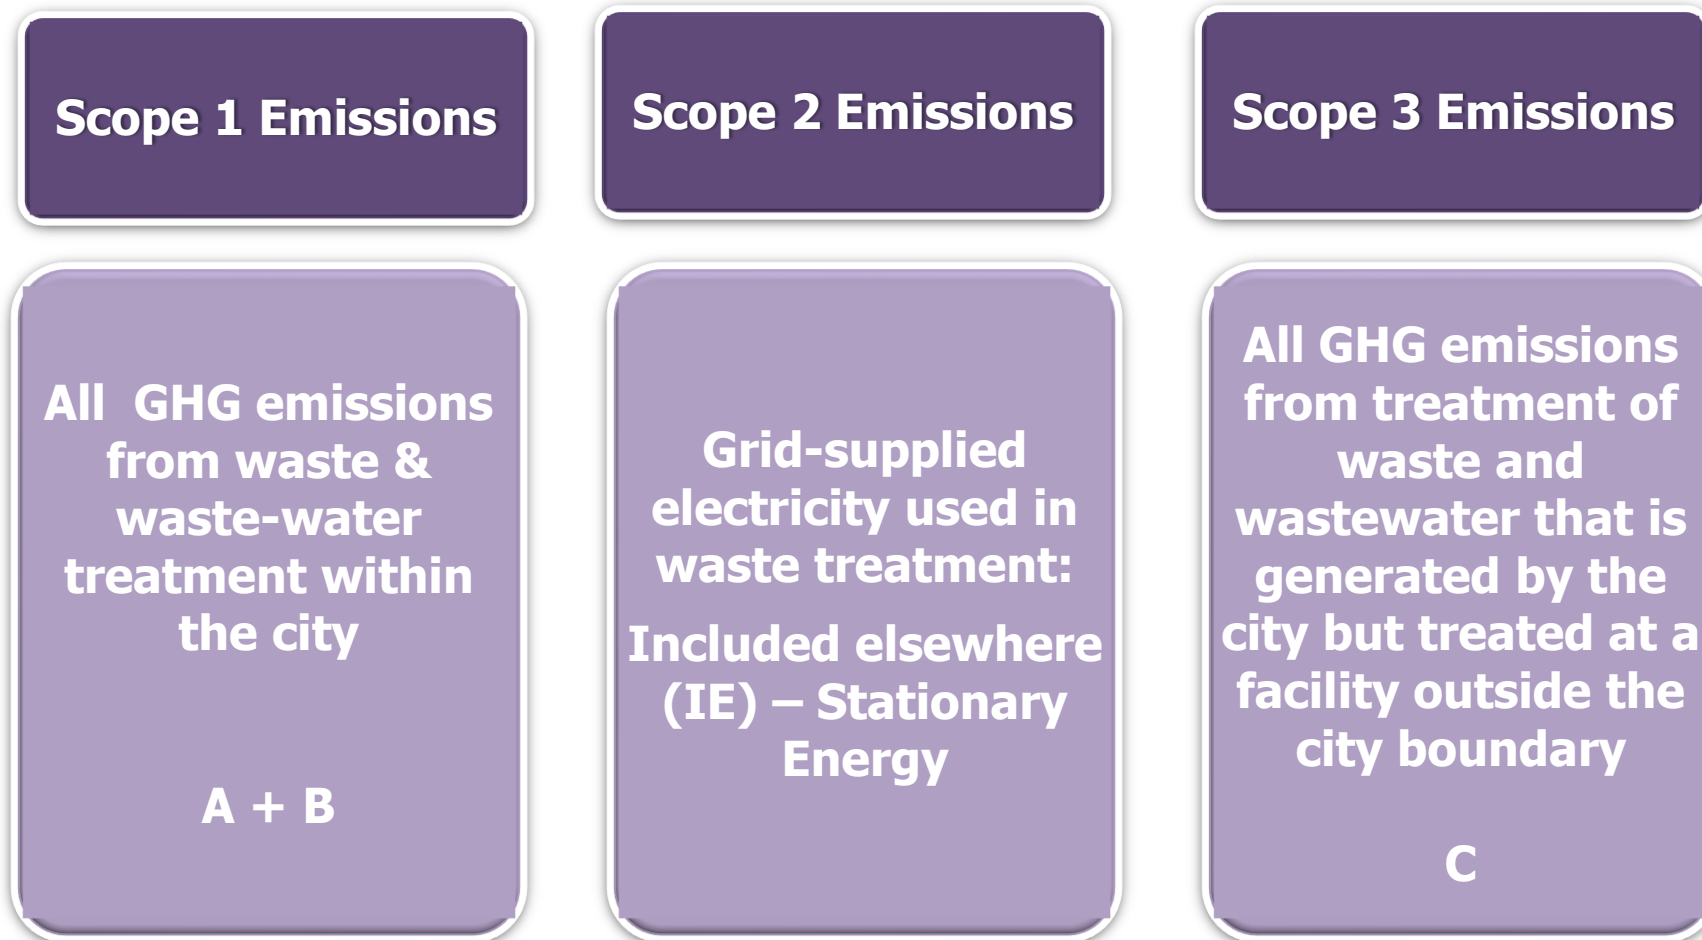 Scope 1 Emissions
Scope 2 Emissions
Scope 3 Emissions
All GHG emissions
from waste &
waste-water
treatment within
the city
A + B
Grid-supplied
electricity used in
waste treatment:
Included elsewhere
(IE) – Stationary
Energy
All GHG emissions
from treatment of
waste and
wastewater that is
generated by the
city but treated at a
facility outside the
city boundary
C